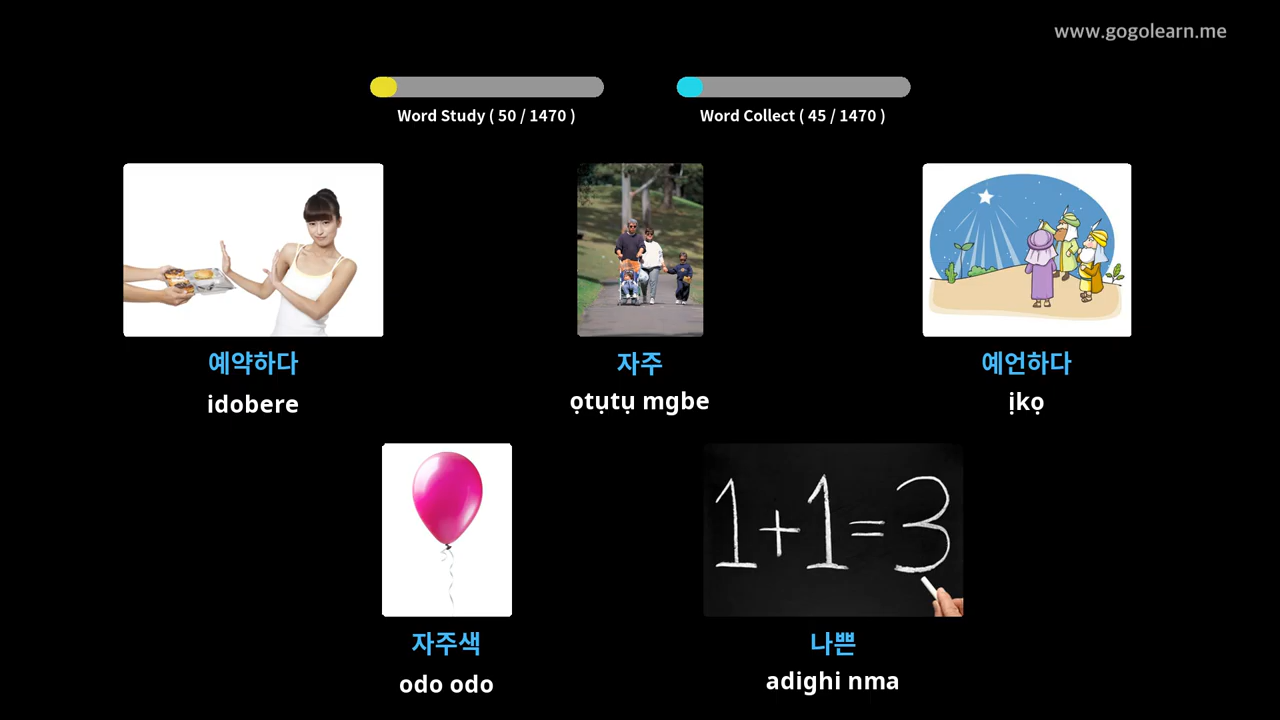 www.gogolearn.me
Word Study ( 50 / 1470 )
Word Collect ( 45 / 1470 )
예약하다
idobere
자주
ọtụtụ mgbe
예언하다
ịkọ
자주색
odo odo
1+1=3
나쁜
adighi nma